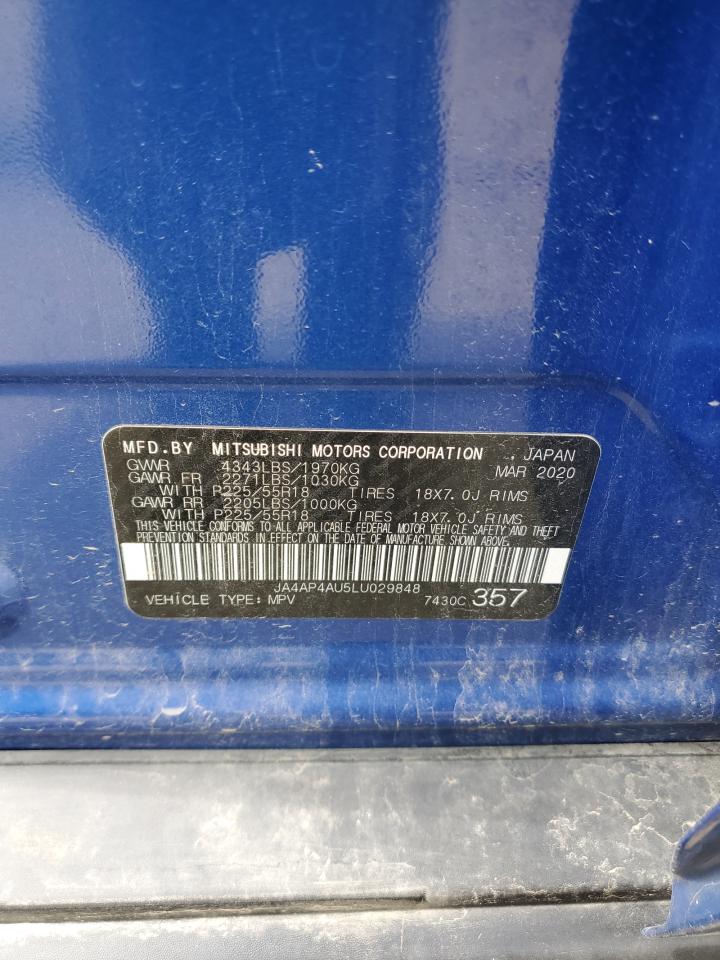 MFD.BY MITSUBISHI MOTORS CORPORATION , JAPAN
GVWR 4343LBS/1970KG MAR 2020
GAWR FR 2271LBS/1030KG
WITH P225/55R18 TIRES 18X7.0J RIMS
GAWR RR 2205LBS/1000KG
WITH P225/55R18 TIRES 18X7.0J RIMS
THIS VEHICLE CONFORMS TO ALL APPLICABLE FEDERAL MOTOR VEHICLE SAFETY AND THEFT
PREVENTION STANDARDS IN EFFECT ON THE DATE OF MANUFACTURE SHOWN ABOVE.
JA4AP4AU5LU029848
VEHICLE TYPE: MPV 7430C 357